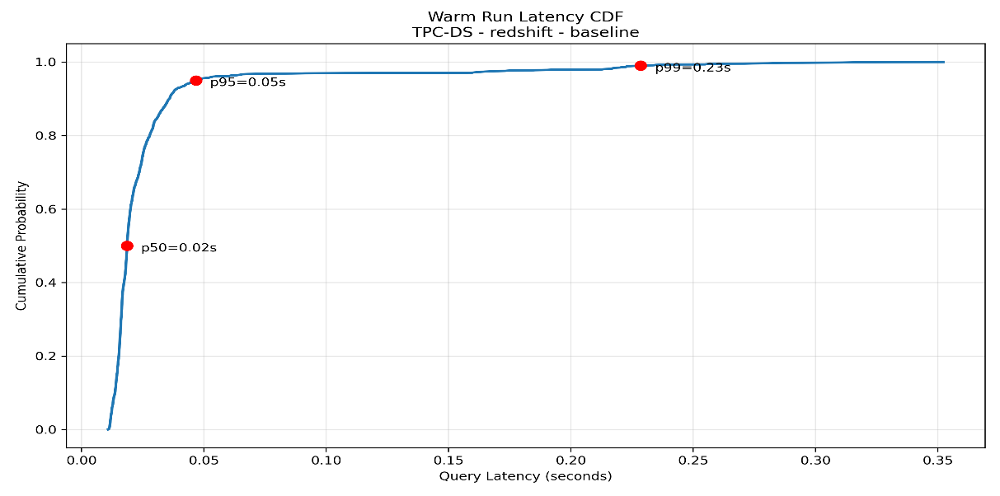 Warm Run Latency CDF
TPC-DS - redshift - baseline
Cumulative Probability
1.0
0.8
0.6
0.4
0.2
0.0
p95=0.05s
p99=0.23s
p50=0.02s
0.00 0.05 0.10 0.15 0.20 0.25 0.30 0.35
Query Latency (seconds)